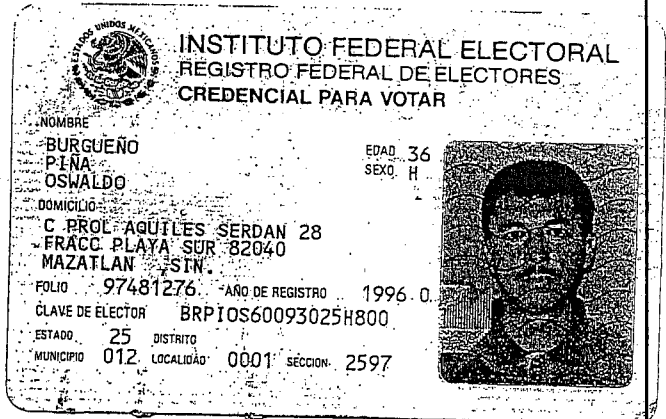 ESTADOS UNIDOS MEXICANOS
INSTITUTO FEDERAL ELECTORAL
REGISTRO FEDERAL DE ELECTORES
CREDENCIAL PARA VOTAR
NOMBRE
BURGUEÑO
PIÑA
OSWALDO
EDAD 36
SEXO H
DOMICILIO
C PROL AQUILES SERDAN 28
FRACC PLAYA SUR 82040
MAZATLAN ,SIN.
FOLIO 97481276 AÑO DE REGISTRO 1996 0
CLAVE DE ELECTOR BRPIOS60093025H800
ESTADO 25 DISTRITO
MUNICIPIO 012 LOCALIDAD 0001 SECCION 2597